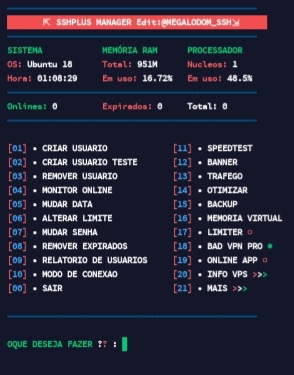 ⇱ SSHPLUS MANAGER Edit:@MEGALODOM_SSH⇲
SISTEMA MEMÓRIA RAM PROCESSADOR
OS: Ubuntu 18 Total: 951M Nucleos: 1
Hora: 01:08:29 Em uso: 16.72% Em uso: 48.5%
Onlines: 0 Expirados: 0 Total: 0
[01] • CRIAR USUARIO [11] • SPEEDTEST
[02] • CRIAR USUARIO TESTE [12] • BANNER
[03] • REMOVER USUARIO [13] • TRAFEGO
[04] • MONITOR ONLINE [14] • OTIMIZAR
[05] • MUDAR DATA [15] • BACKUP
[06] • ALTERAR LIMITE [16] • MEMORIA VIRTUAL
[07] • MUDAR SENHA [17] • LIMITER ○
[08] • REMOVER EXPIRADOS [18] • BAD VPN PRO ◉
[09] • RELATORIO DE USUARIOS [19] • ONLINE APP ○
[10] • MODO DE CONEXAO [20] • INFO VPS >>>
[00] • SAIR [21] • MAIS >>>
OQUE DESEJA FAZER ?? :